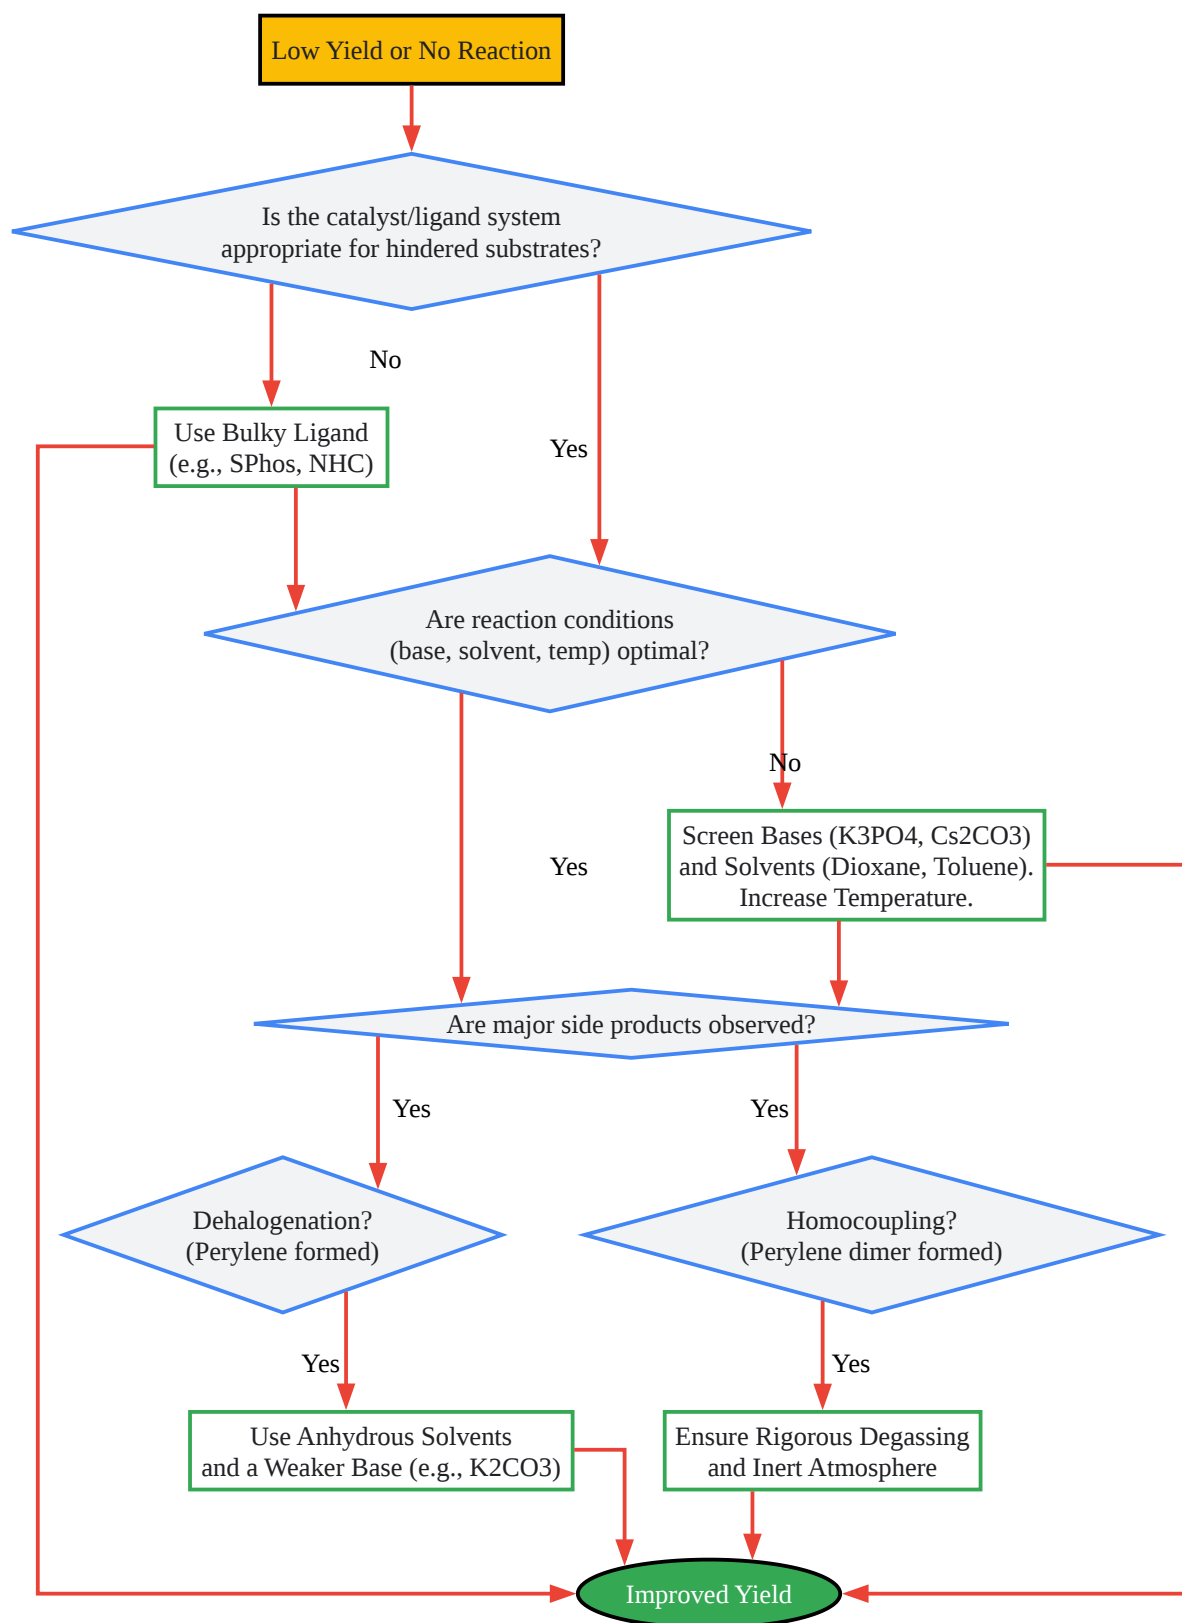 Low Yield or No Reaction
Is the catalyst/ligand system
appropriate for hindered substrates?
No
Use Bulky Ligand
(e.g., SPhos, NHC)
Yes
Are reaction conditions
(base, solvent, temp) optimal?
No
Screen Bases (K3PO4, Cs2CO3)
and Solvents (Dioxane, Toluene).
Increase Temperature.
Yes
Are major side products observed?
Yes
Yes
Dehalogenation?
(Perylene formed)
Homocoupling?
(Perylene dimer formed)
Yes
Yes
Use Anhydrous Solvents
and a Weaker Base (e.g., K2CO3)
Ensure Rigorous Degassing
and Inert Atmosphere
Improved Yield